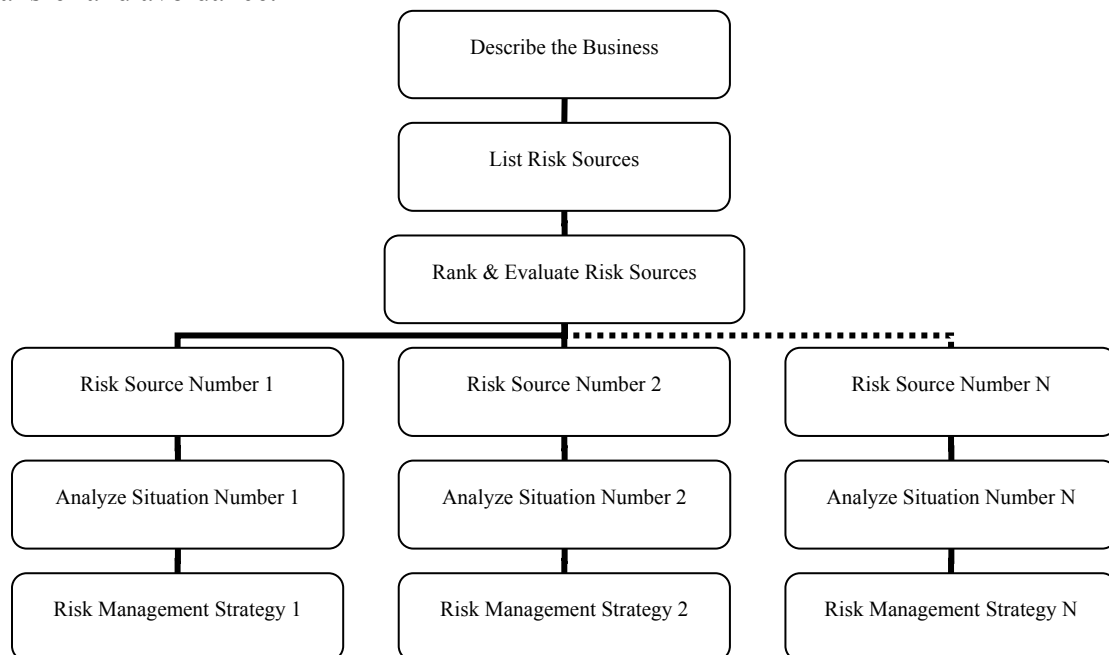 Describe the Business
List Risk Sources
Rank & Evaluate Risk Sources
Risk Source Number 1
Risk Source Number 2
Risk Source Number N
Analyze Situation Number 1
Analyze Situation Number 2
Analyze Situation Number N
Risk Management Strategy 1
Risk Management Strategy 2
Risk Management Strategy N